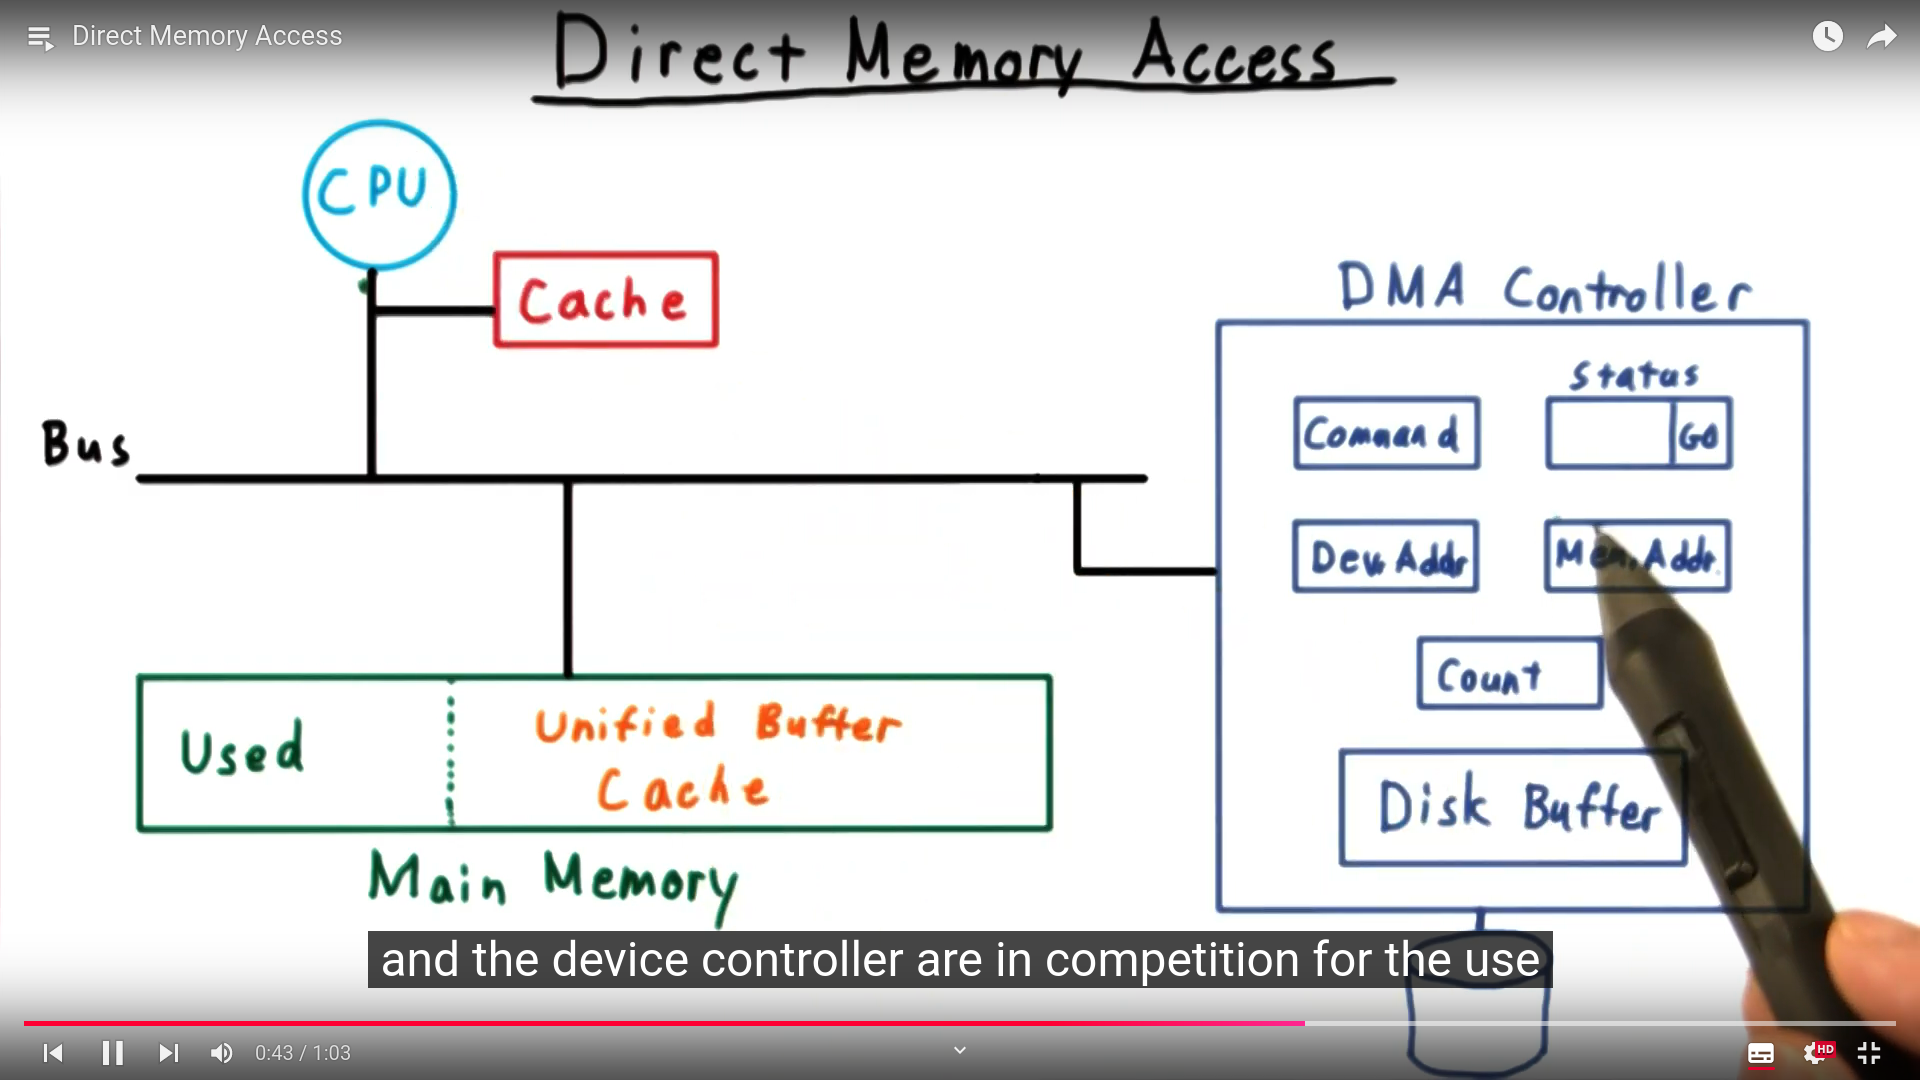 Direct Memory Access
Direct Memory Access
CPU
Cache
DMA Controller
Status
Command
GO
Bus
Dev. Addr
Mem. Addr.
Count
Used
Unified Buffer
Cache
Disk Buffer
Main Memory
and the device controller are in competition for the use
0:43 / 1:03
HD